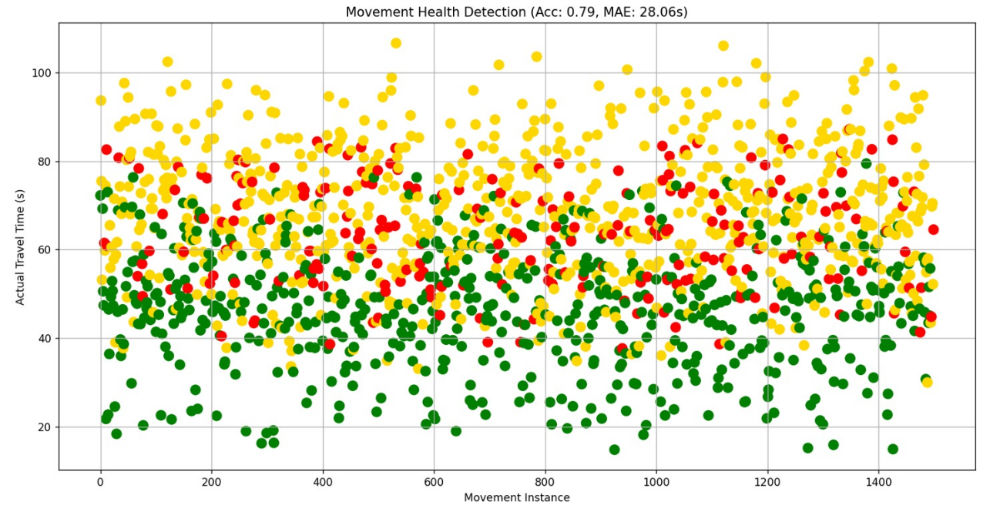 Movement Health Detection (Acc: 0.79, MAE: 28.06s)
Actual Travel Time (s)
100
80
60
40
20
0 200 400 600 800 1000 1200 1400
Movement Instance